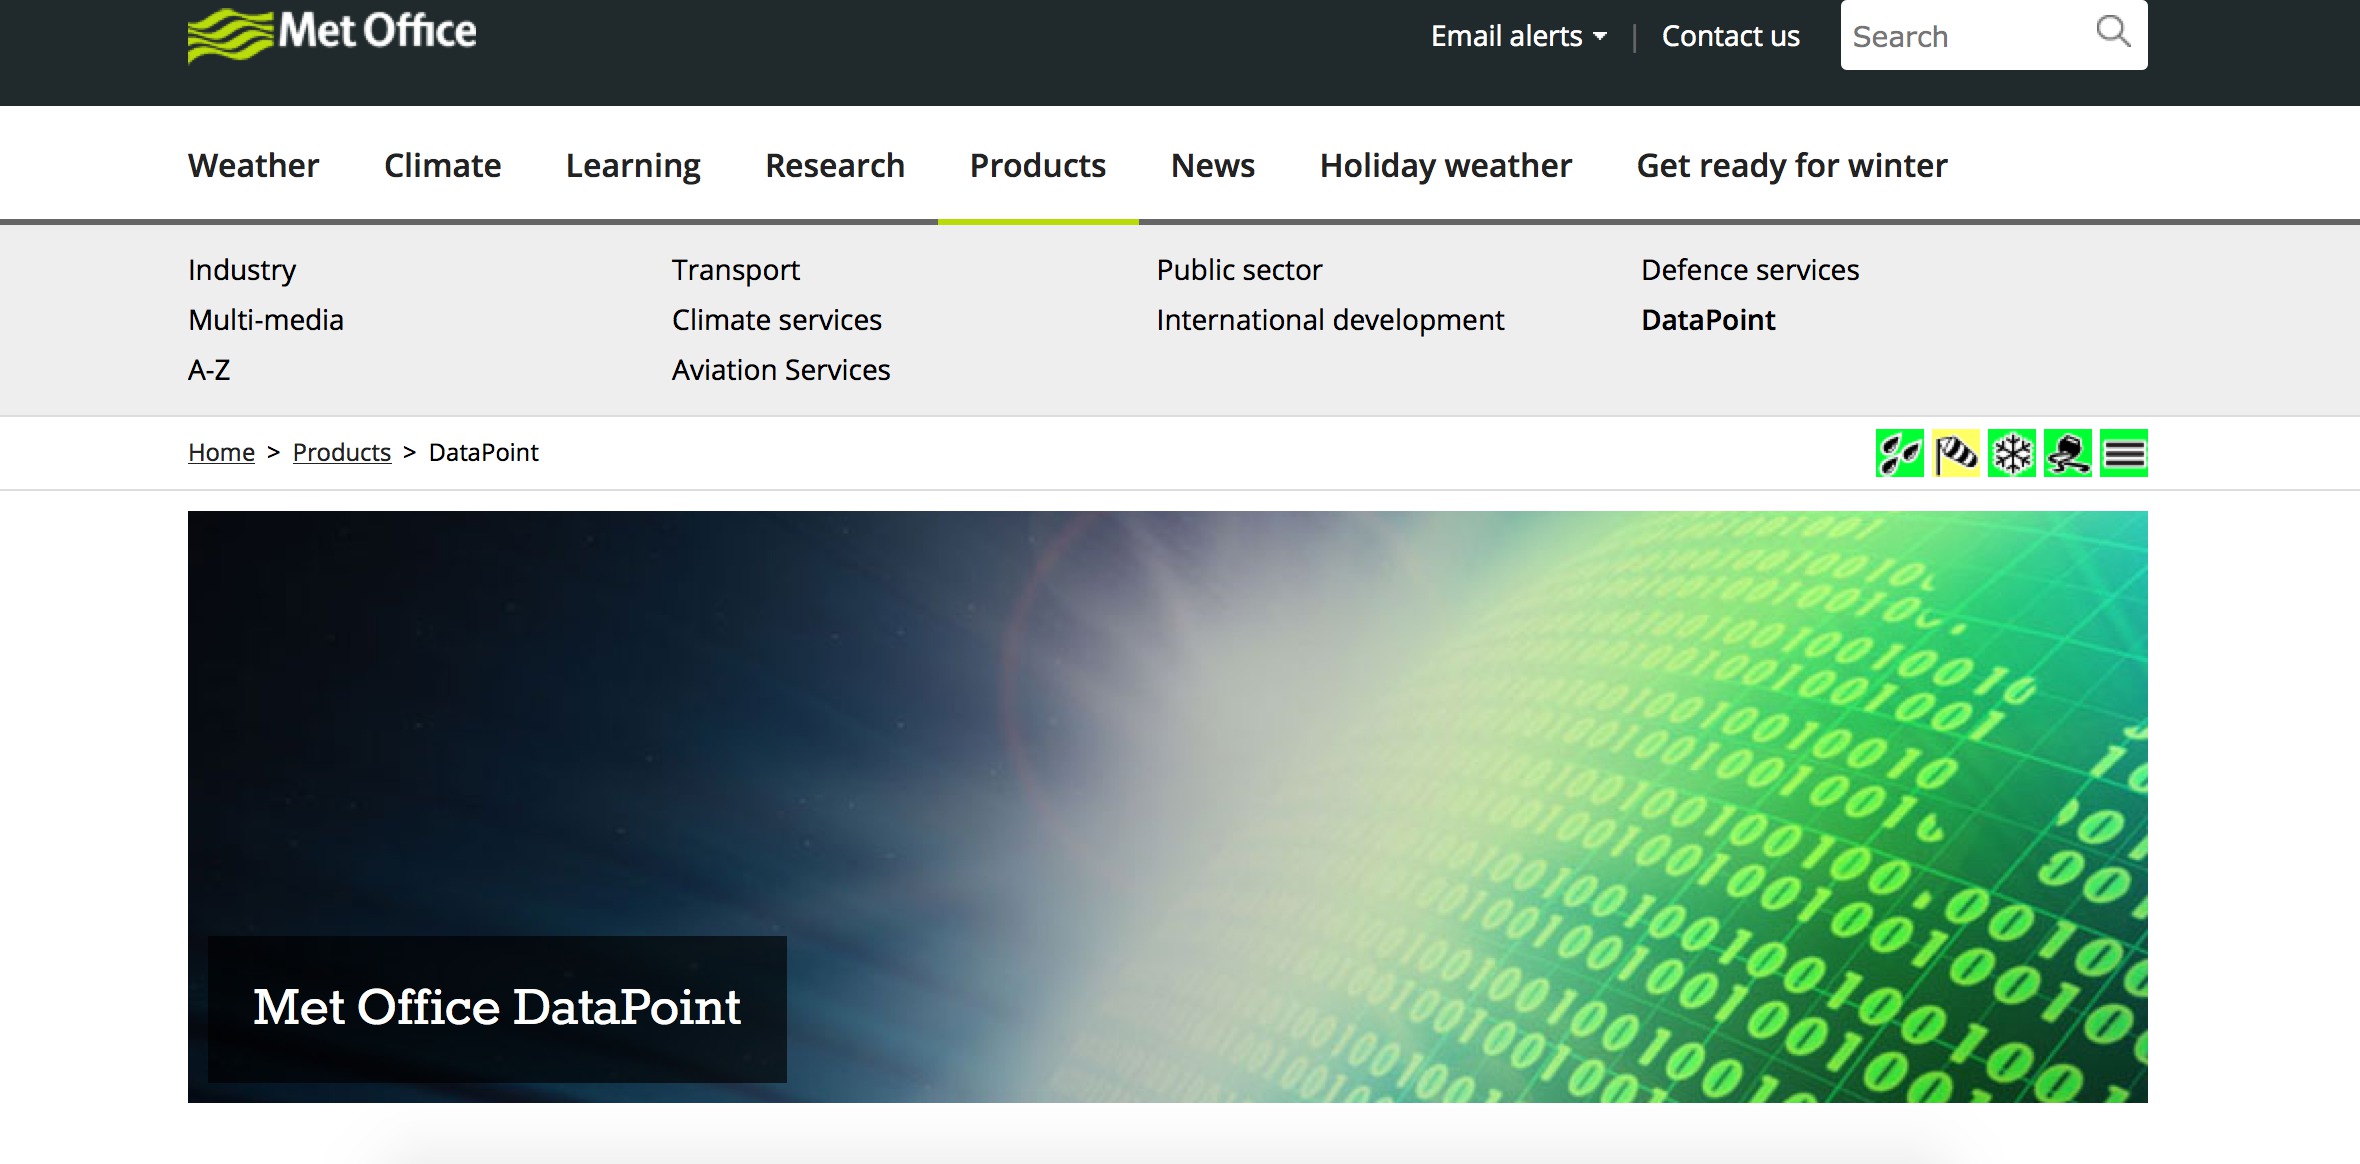 Met Office
Email alerts | Contact us
Search
Weather Climate Learning Research Products News Holiday weather Get ready for winter
Industry Transport Public sector Defence services
Multi-media Climate services International development DataPoint
A-Z Aviation Services
Home > Products > DataPoint
Met Office DataPoint